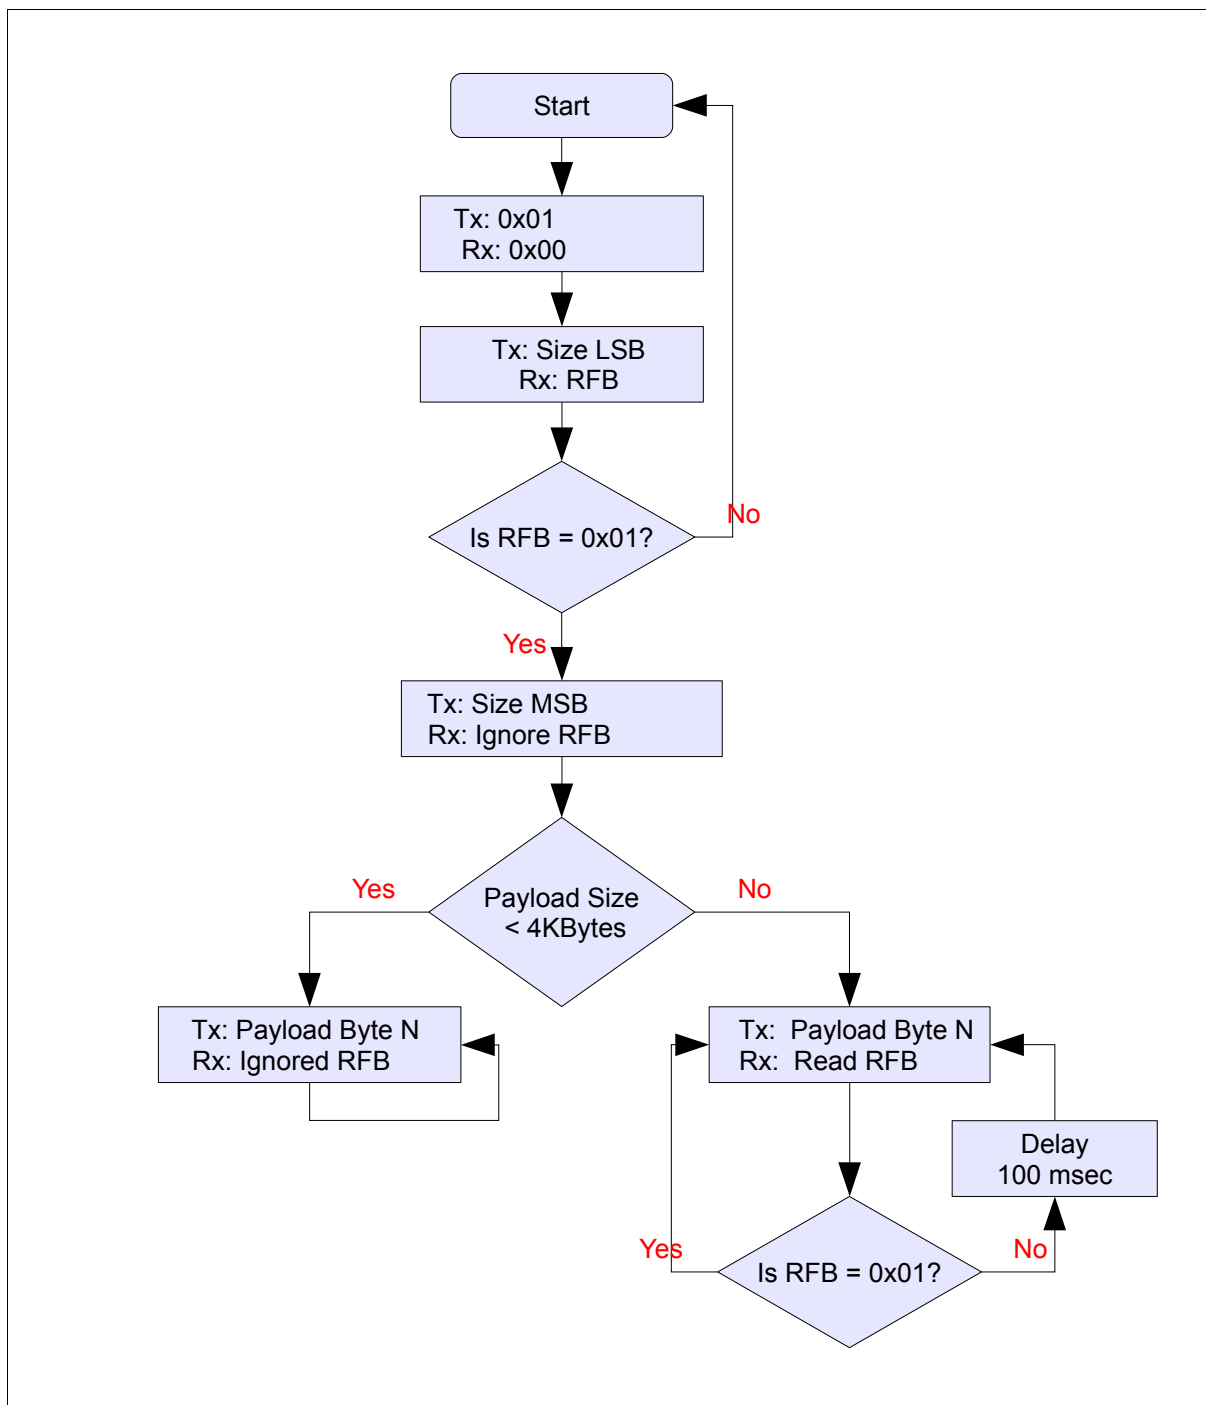 Start
Tx: 0x01
Rx: 0x00
Tx: Size LSB
Rx: RFB
Is RFB = 0x01?
No
Yes
Tx: Size MSB
Rx: Ignore RFB
Payload Size
< 4KBytes
Yes
No
Tx: Payload Byte N
Rx: Ignored RFB
Tx: Payload Byte N
Rx: Read RFB
Delay
100 msec
Is RFB = 0x01?
Yes
No